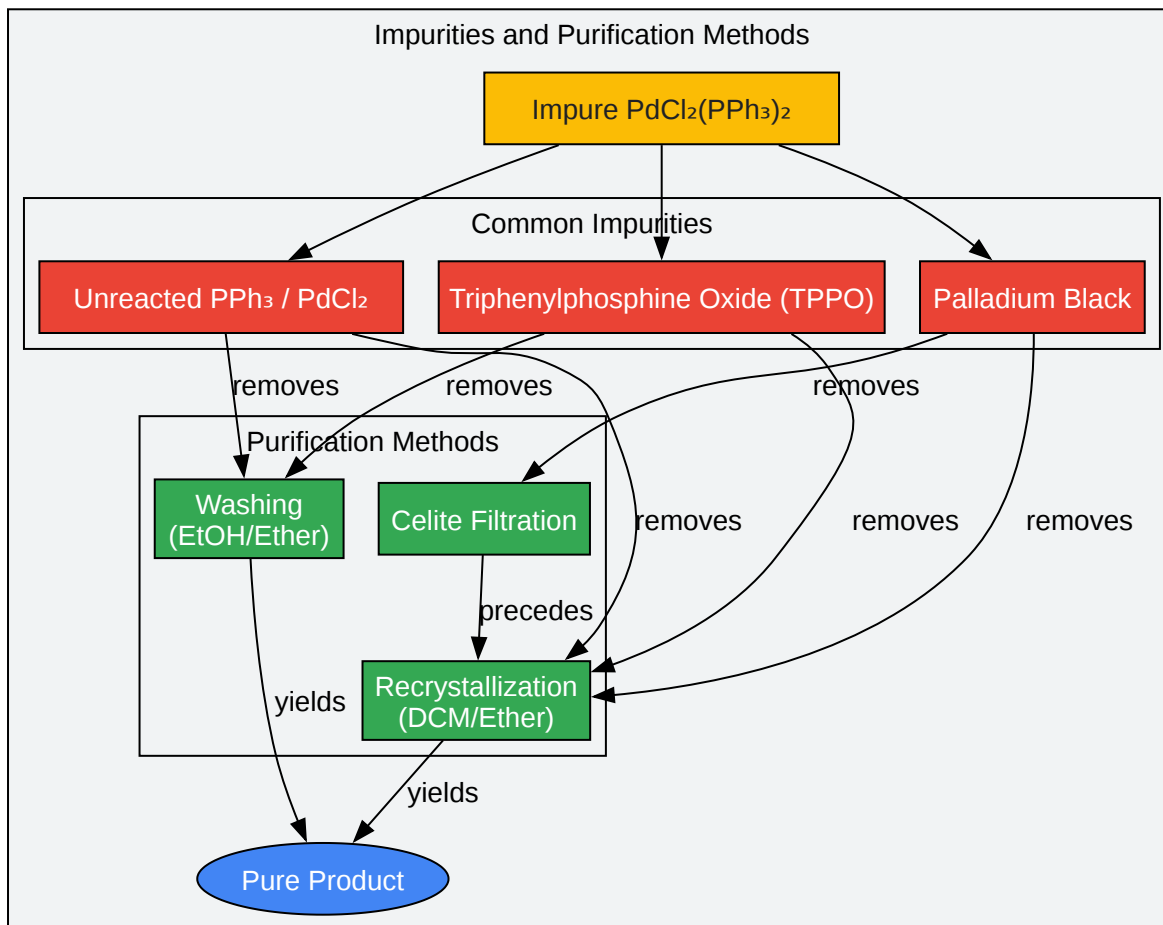 Impurities and Purification Methods
Impure PdCl₂(PPh₃)₂
Common Impurities
Unreacted PPh₃ / PdCl₂
Triphenylphosphine Oxide (TPPO)
Palladium Black
removes
removes
removes
Purification Methods
Washing
(EtOH/Ether)
Celite Filtration
removes
removes
removes
precedes
Recrystallization
(DCM/Ether)
yields
yields
Pure Product